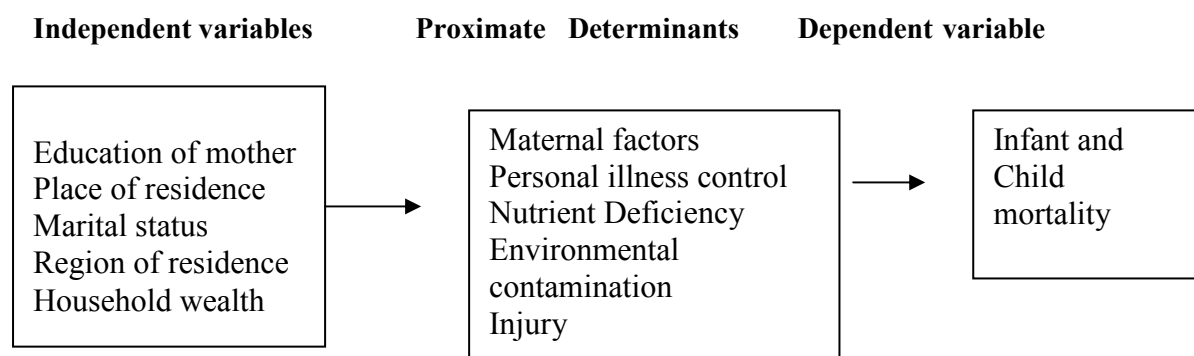 Independent variables
Proximate Determinants
Dependent variable
Education of mother
Place of residence
Marital status
Region of residence
Household wealth
Maternal factors
Personal illness control
Nutrient Deficiency
Environmental
contamination
Injury
Infant and
Child
mortality